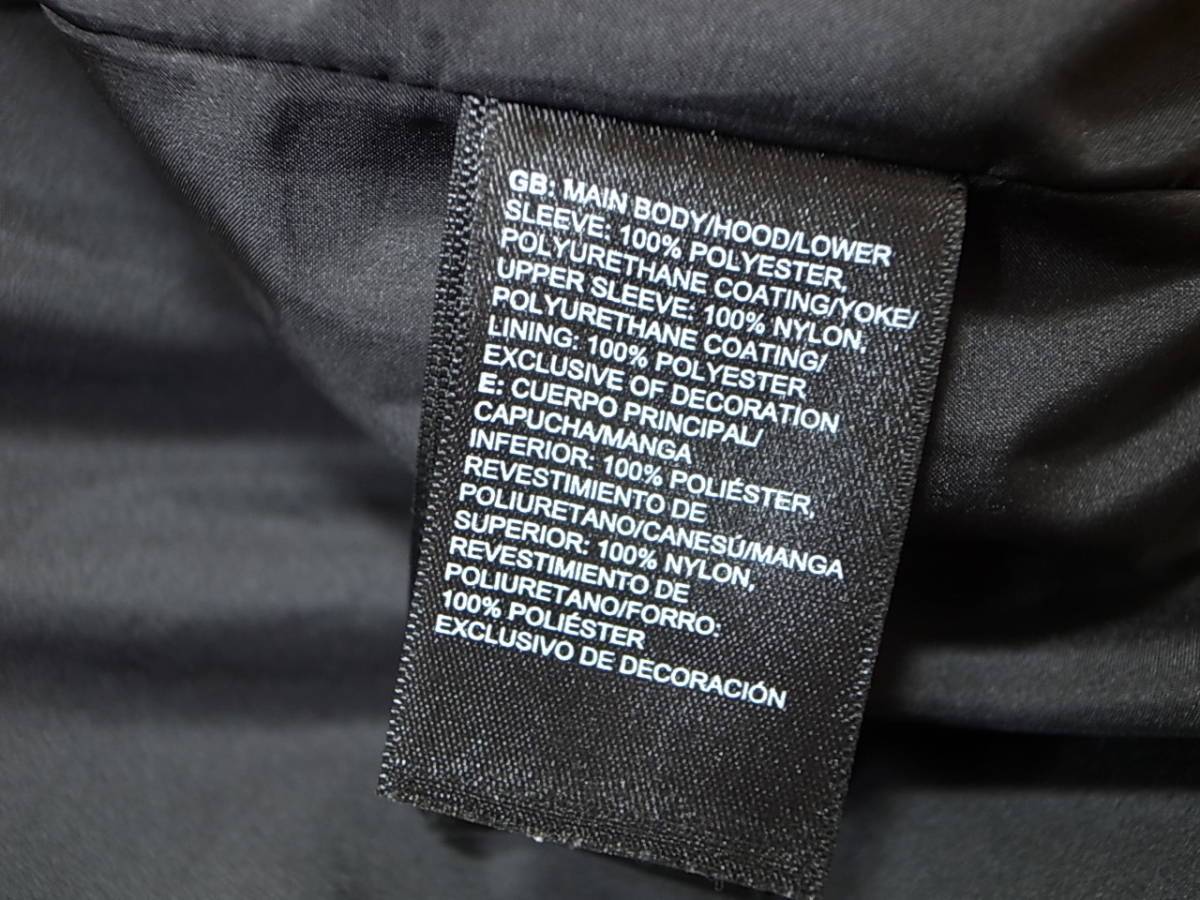 GB: MAIN BODY/HOOD/LOWER
SLEEVE: 100% POLYESTER,
POLYURETHANE COATING/YOKE/
UPPER SLEEVE: 100% NYLON,
POLYURETHANE COATING/
LINING: 100% POLYESTER
EXCLUSIVE OF DECORATION
E: CUERPO PRINCIPAL/
CAPUCHA/MANGA
INFERIOR: 100% POLIÉSTER,
REVESTIMIENTO DE
POLIURETANO/CANESÚ/MANGA
SUPERIOR: 100% NYLON,
REVESTIMIENTO DE
POLIURETANO/FORRO:
100% POLIÉSTER
EXCLUSIVO DE DECORACIÓN